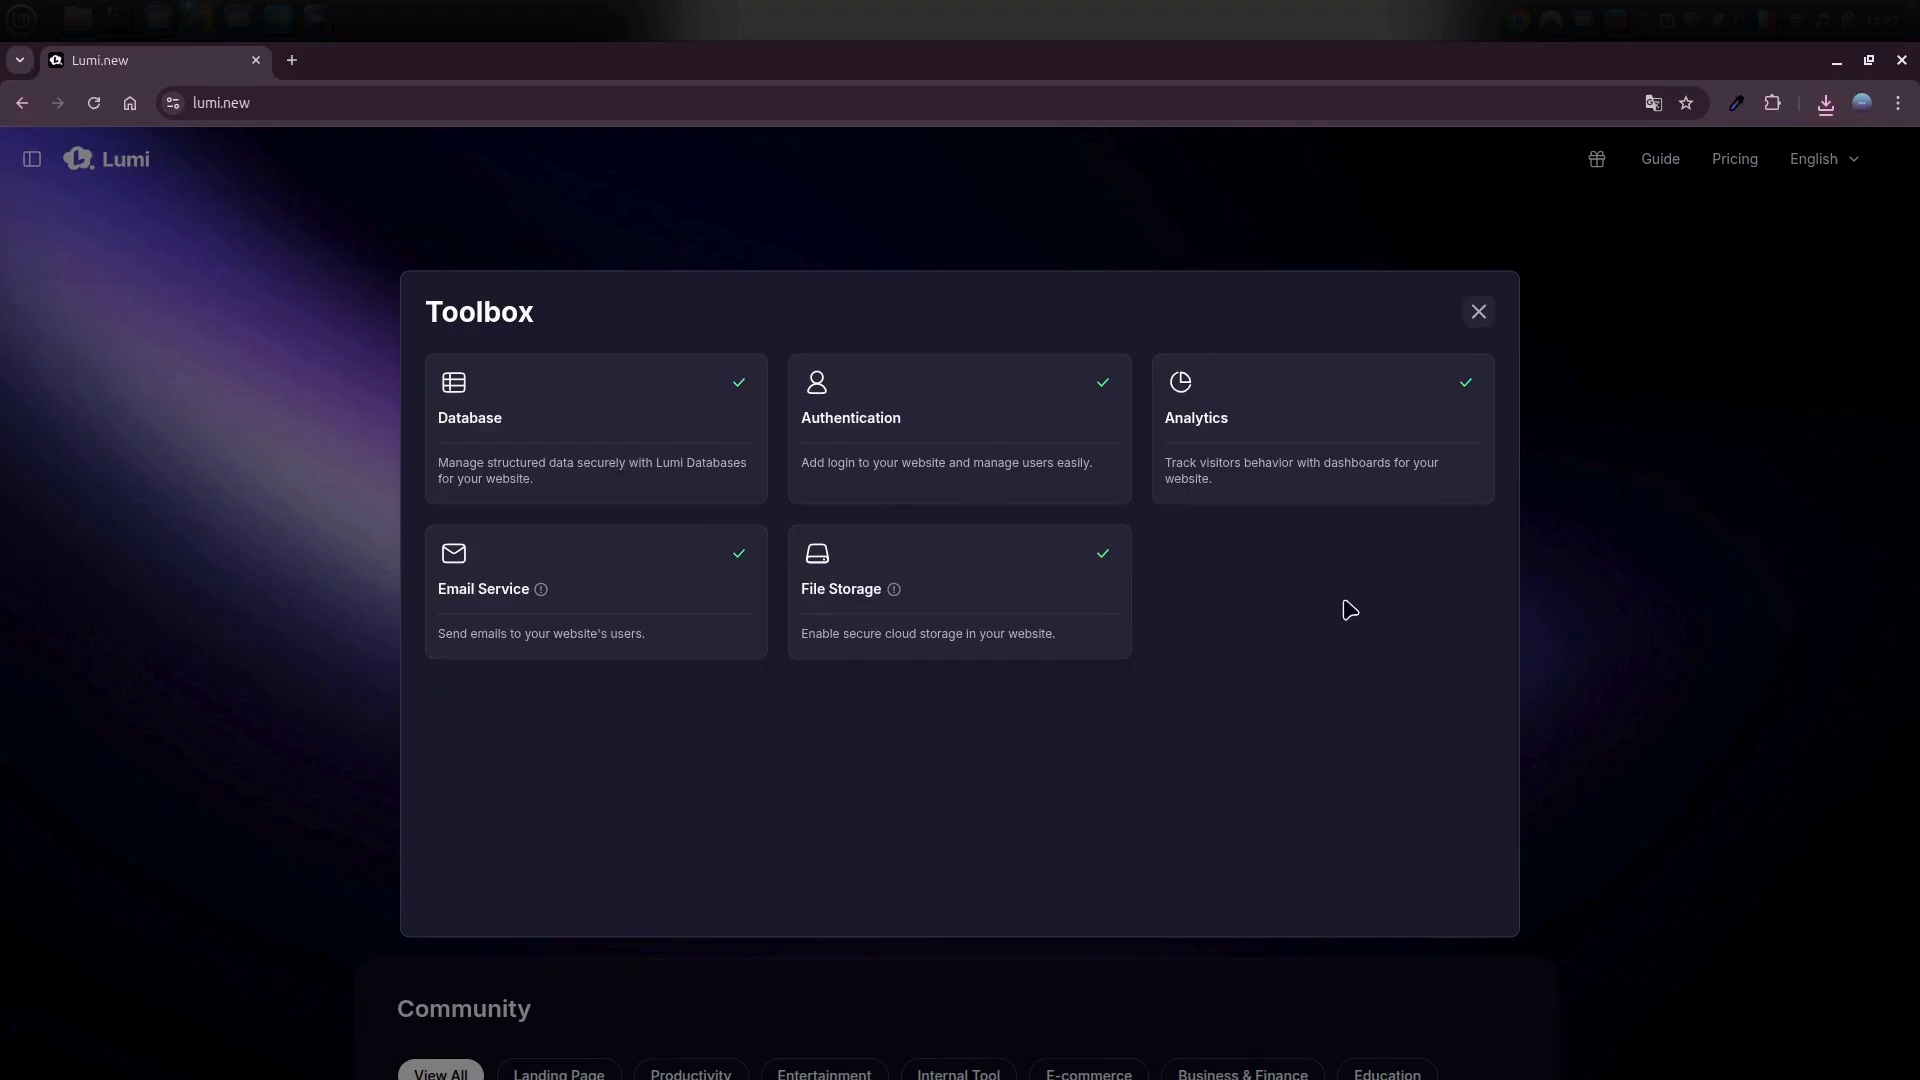 Lumi.new
lumi.new
Lumi
Guide
Pricing
English
Toolbox
Database
Manage structured data securely with Lumi Databases
for your website.
Authentication
Add login to your website and manage users easily.
Analytics
Track visitors behavior with dashboards for your
website.
Email Service
Send emails to your website's users.
File Storage
Enable secure cloud storage in your website.
Community
View All
Landing Page
Productivity
Entertainment
Internal Tool
E-commerce
Business & Finance
Education